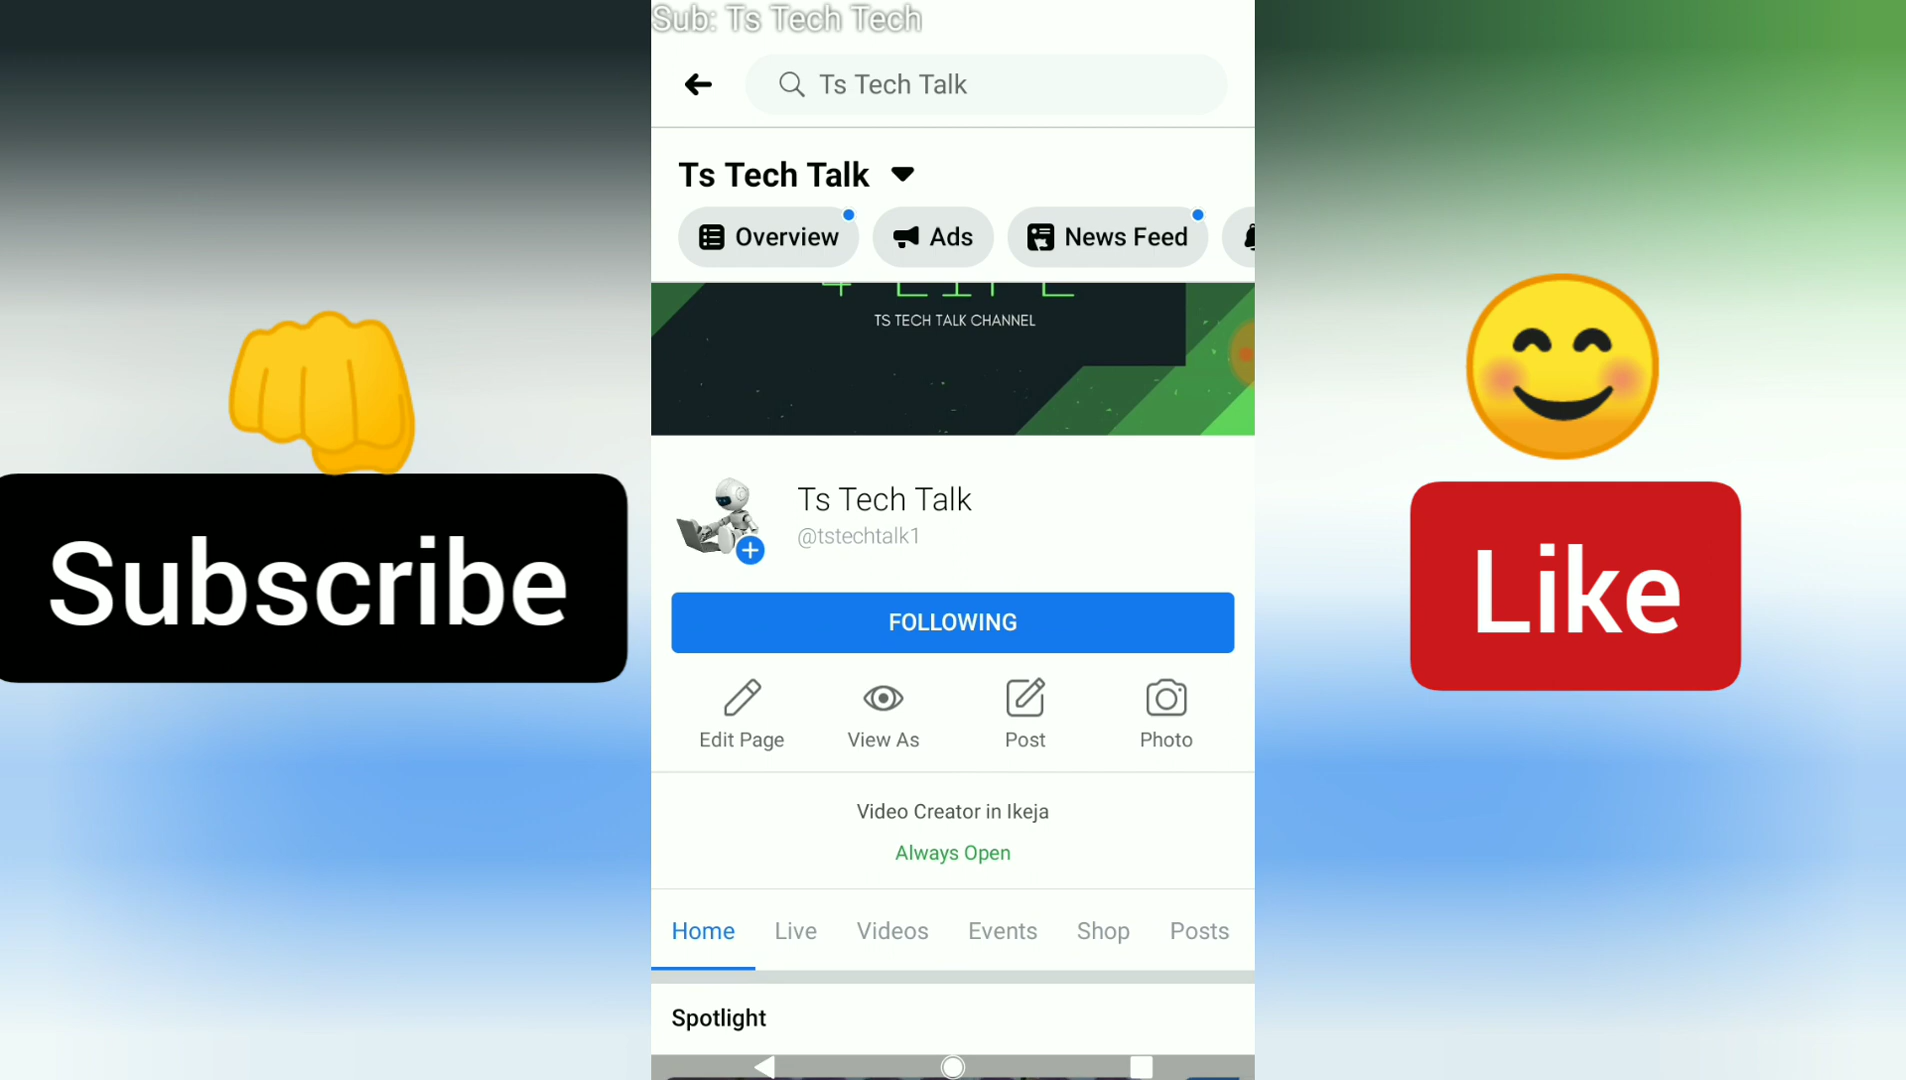 Sub: Ts Tech Tech
Ts Tech Talk
Ts Tech Talk
Overview
Ads
News Feed
4 LIFE
TS TECH TALK CHANNEL
Ts Tech Talk
@tstechtalk1
FOLLOWING
Edit Page
View As
Post
Photo
Video Creator in Ikeja
Always Open
Home
Live
Videos
Events
Shop
Posts
Spotlight
Subscribe
Like